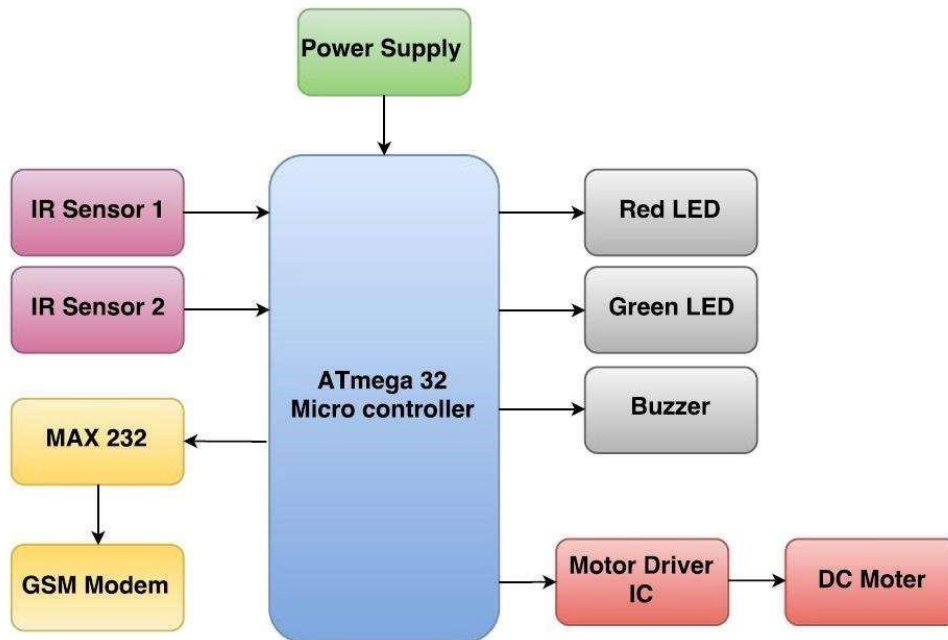 Power Supply
IR Sensor 1
IR Sensor 2
MAX 232
GSM Modem
ATmega 32
Micro controller
Red LED
Green LED
Buzzer
Motor Driver
IC
DC Moter